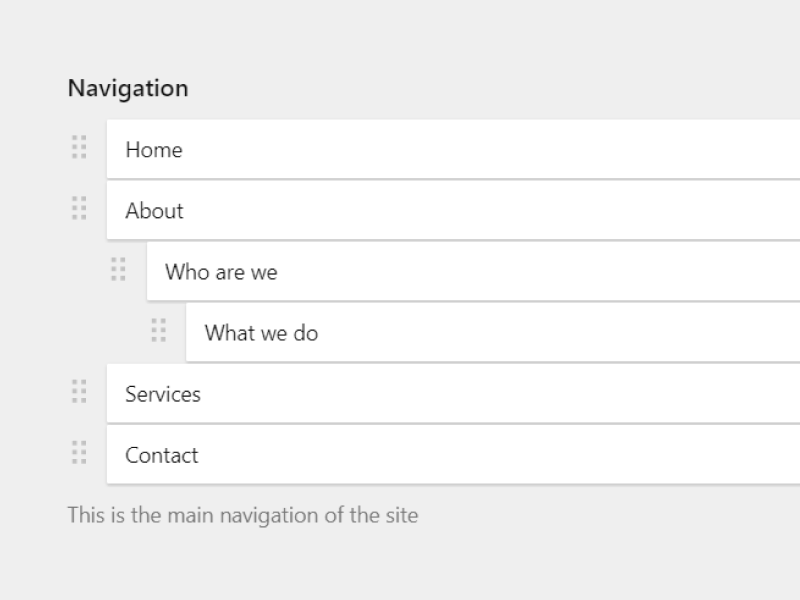 Navigation
Home
About
Who are we
What we do
Services
Contact
This is the main navigation of the site